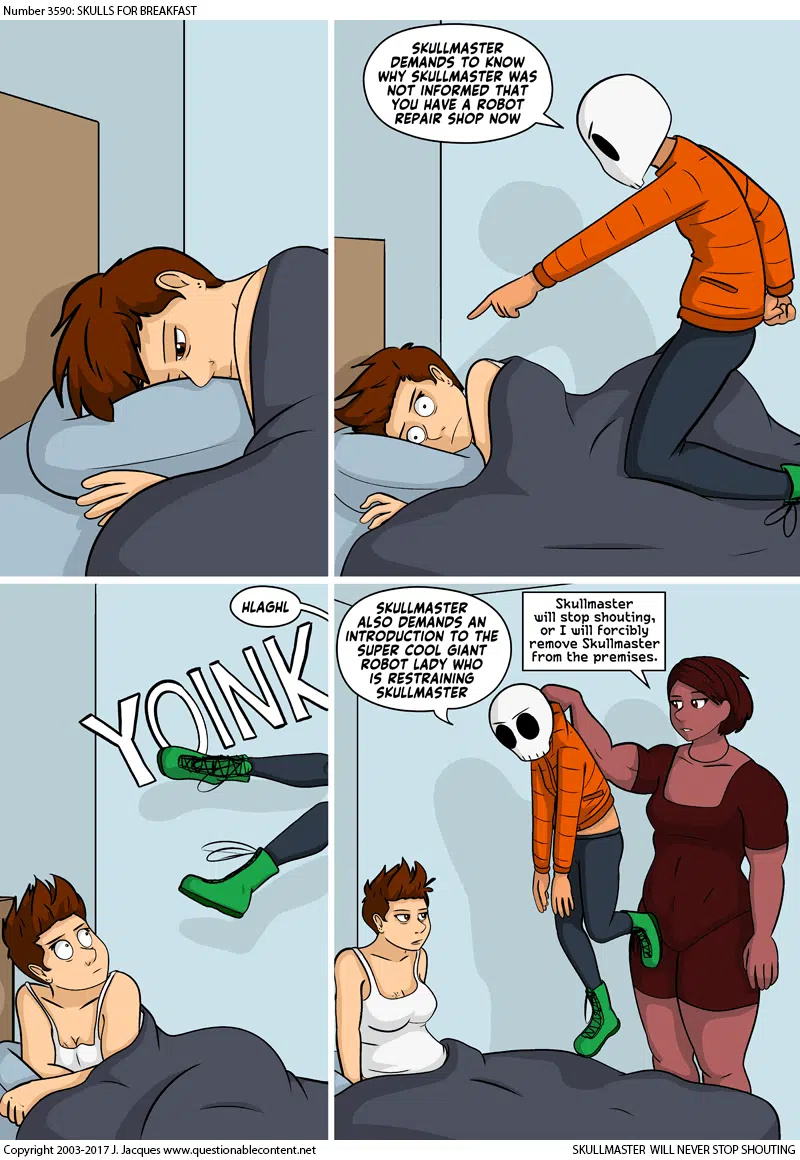 Number 3590: SKULLS FOR BREAKFAST
SKULLMASTER
DEMANDS TO KNOW
WHY SKULLMASTER WAS
NOT INFORMED THAT
YOU HAVE A ROBOT
REPAIR SHOP NOW
HLAGHL
YOINK
SKULLMASTER
ALSO DEMANDS AN
INTRODUCTION TO THE
SUPER COOL GIANT
ROBOT LADY WHO
IS RESTRAINING
SKULLMASTER
Skullmaster
will stop shouting,
or I will forcibly
remove Skullmaster
from the premises.
Copyright 2003-2017 J. Jacques www.questionablecontent.net
SKULLMASTER WILL NEVER STOP SHOUTING